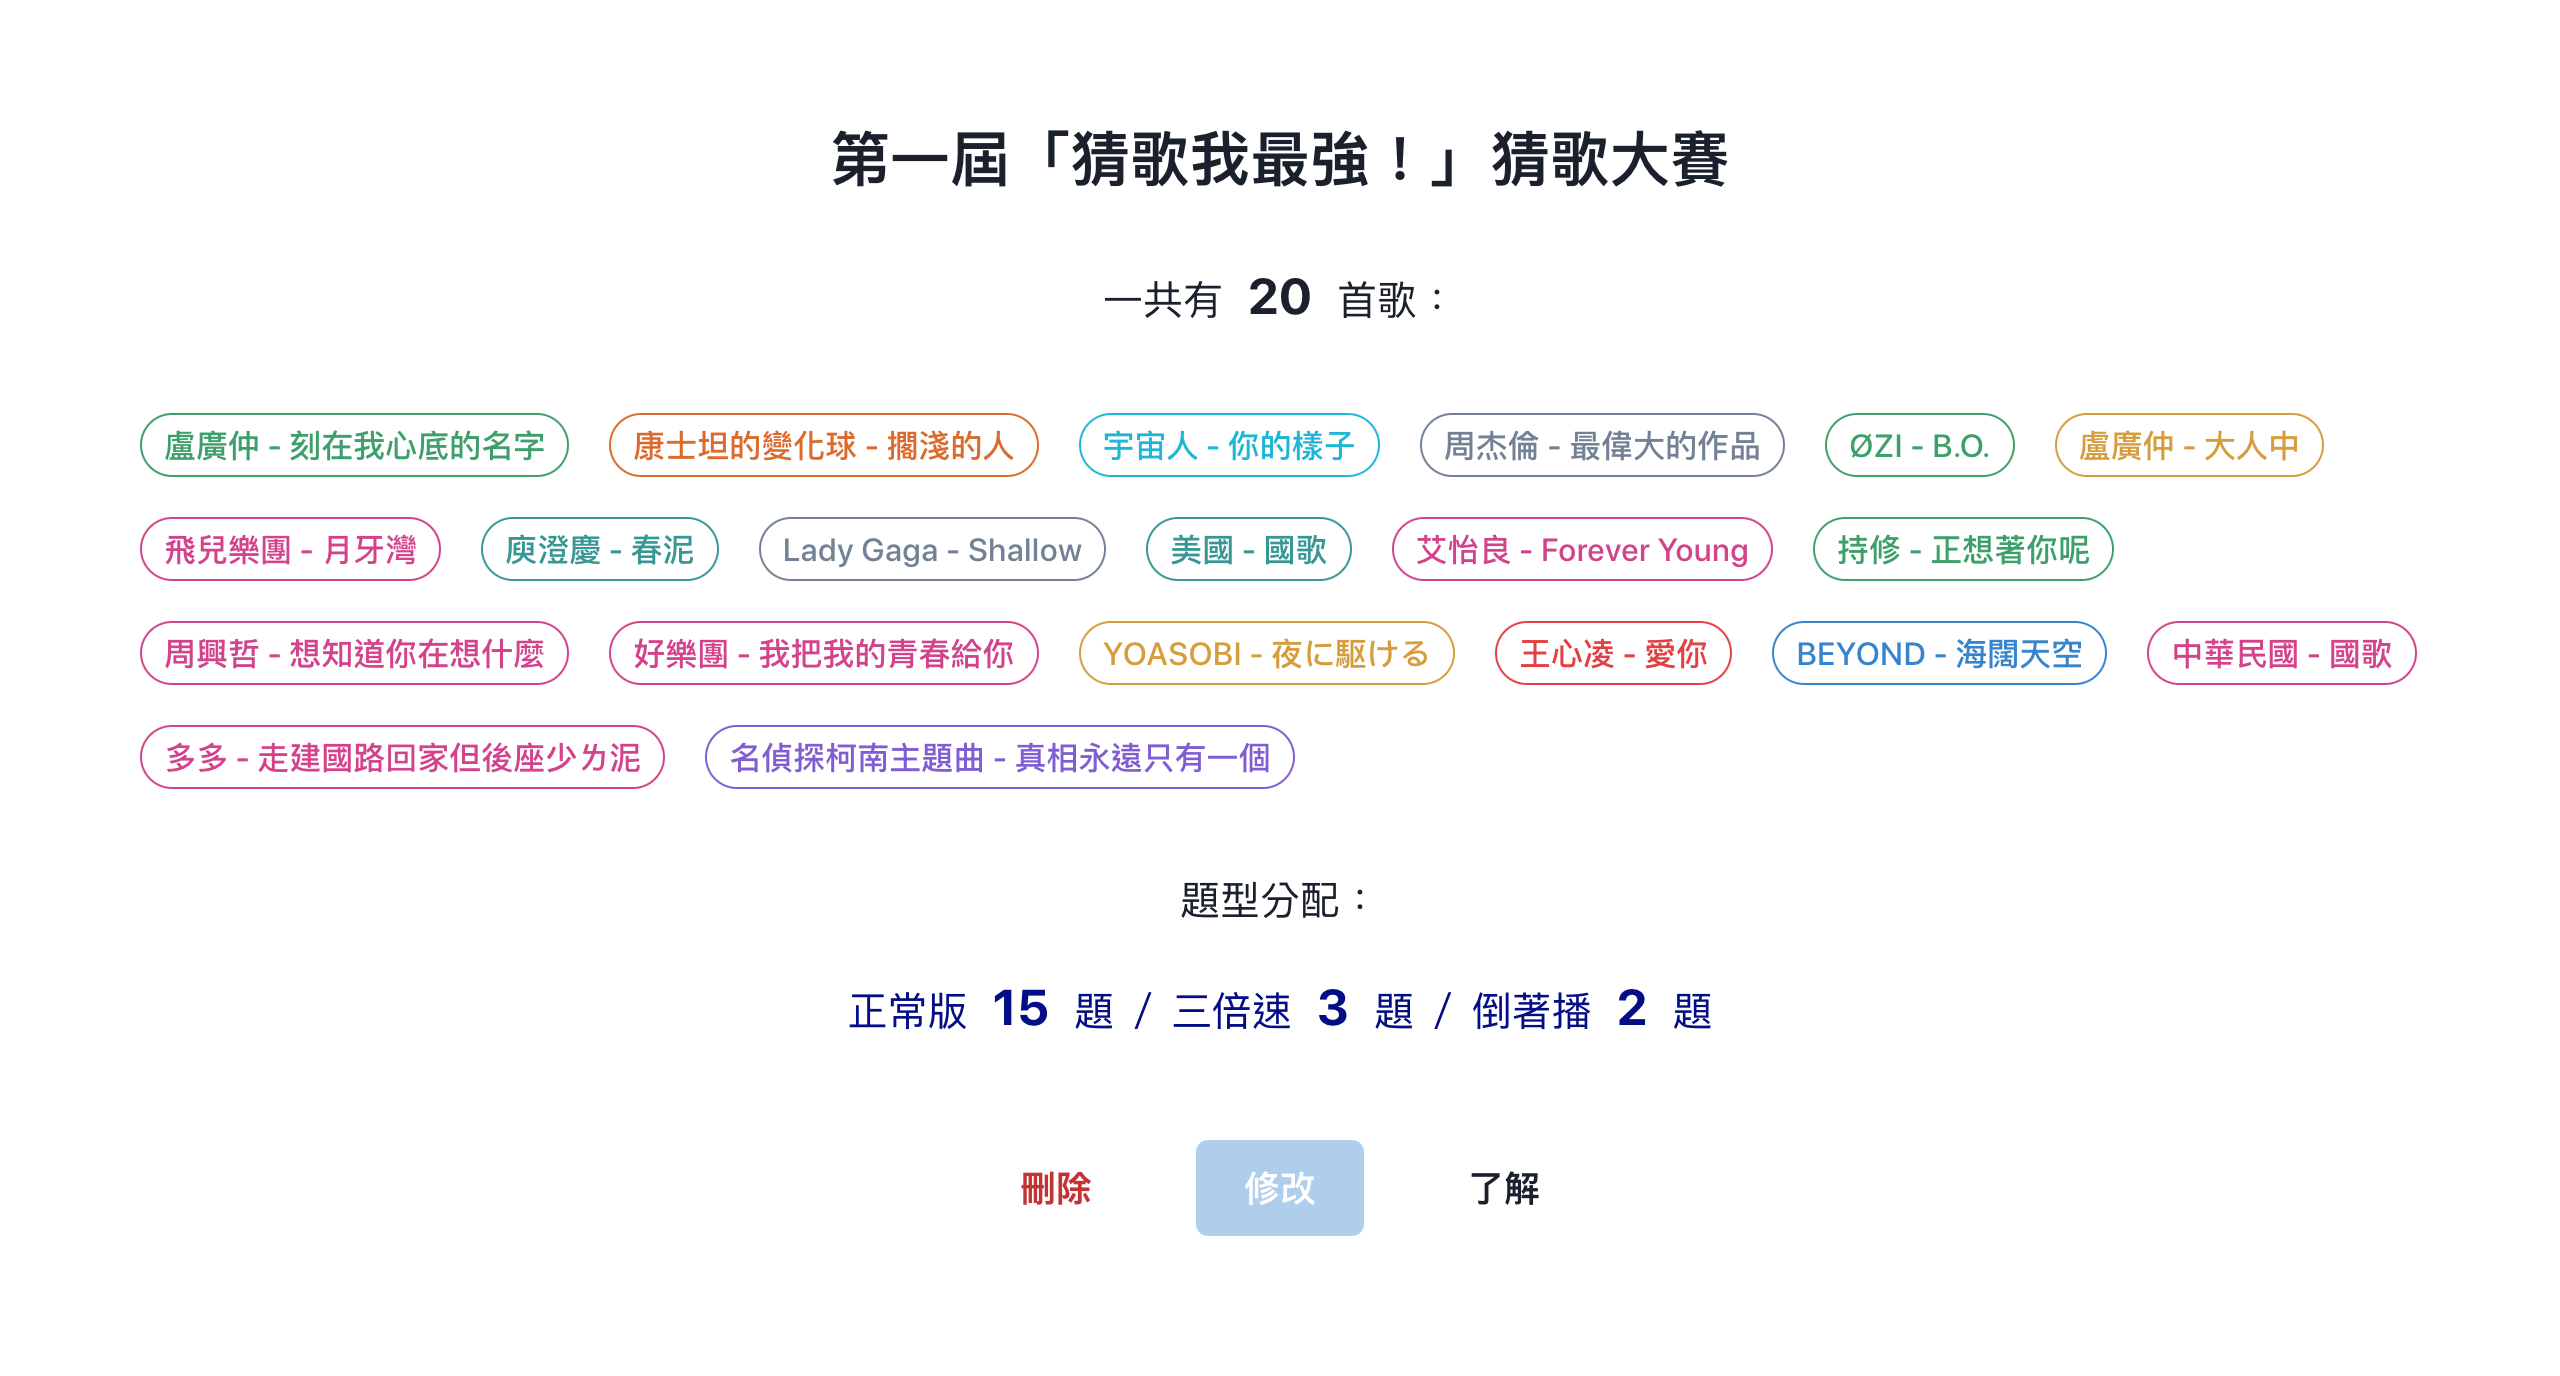 第一屆「猜歌我最強！」猜歌大賽
一共有 20 首歌：
盧廣仲 - 刻在我心底的名字 康士坦的變化球 - 擱淺的人 宇宙人 - 你的樣子 周杰倫 - 最偉大的作品 ØZI - B.O. 盧廣仲 - 大人中
飛兒樂團 - 月牙灣 庾澄慶 - 春泥 Lady Gaga - Shallow 美國 - 國歌 艾怡良 - Forever Young 持修 - 正想著你呢
周興哲 - 想知道你在想什麼 好樂團 - 我把我的青春給你 YOASOBI - 夜に駆ける 王心凌 - 愛你 BEYOND - 海闊天空 中華民國 - 國歌
多多 - 走建國路回家但後座少ㄌ泥 名偵探柯南主題曲 - 真相永遠只有一個
題型分配：
正常版 15 題 / 三倍速 3 題 / 倒著播 2 題
刪除 修改 了解